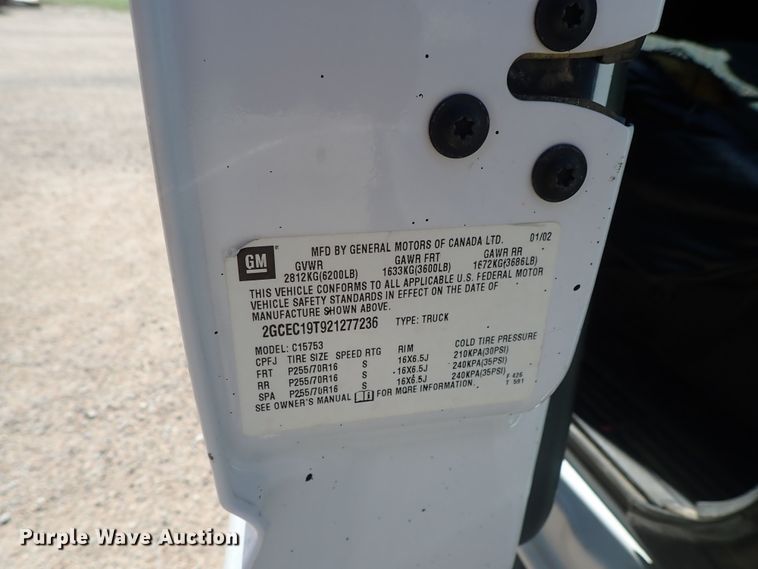 GM
MFD BY GENERAL MOTORS OF CANADA LTD. 01/02
GVWR GAWR FRT GAWR RR
2812KG(6200LB) 1633KG(3600LB) 1672KG(3686LB)
THIS VEHICLE CONFORMS TO ALL APPLICABLE U.S. FEDERAL MOTOR
VEHICLE SAFETY STANDARDS IN EFFECT ON THE DATE OF
MANUFACTURE SHOWN ABOVE.
2GCEC19T921277236 TYPE: TRUCK
MODEL: C15753
CPFJ TIRE SIZE SPEED RTG RIM COLD TIRE PRESSURE
FRT P255/70R16 S 16X6.5J 210KPA(30PSI)
RR P255/70R16 S 16X6.5J 240KPA(35PSI)
SPA P255/70R16 S 16X6.5J 240KPA(35PSI)
SEE OWNER'S MANUAL FOR MORE INFORMATION. F 426
T 591
Purple Wave Auction